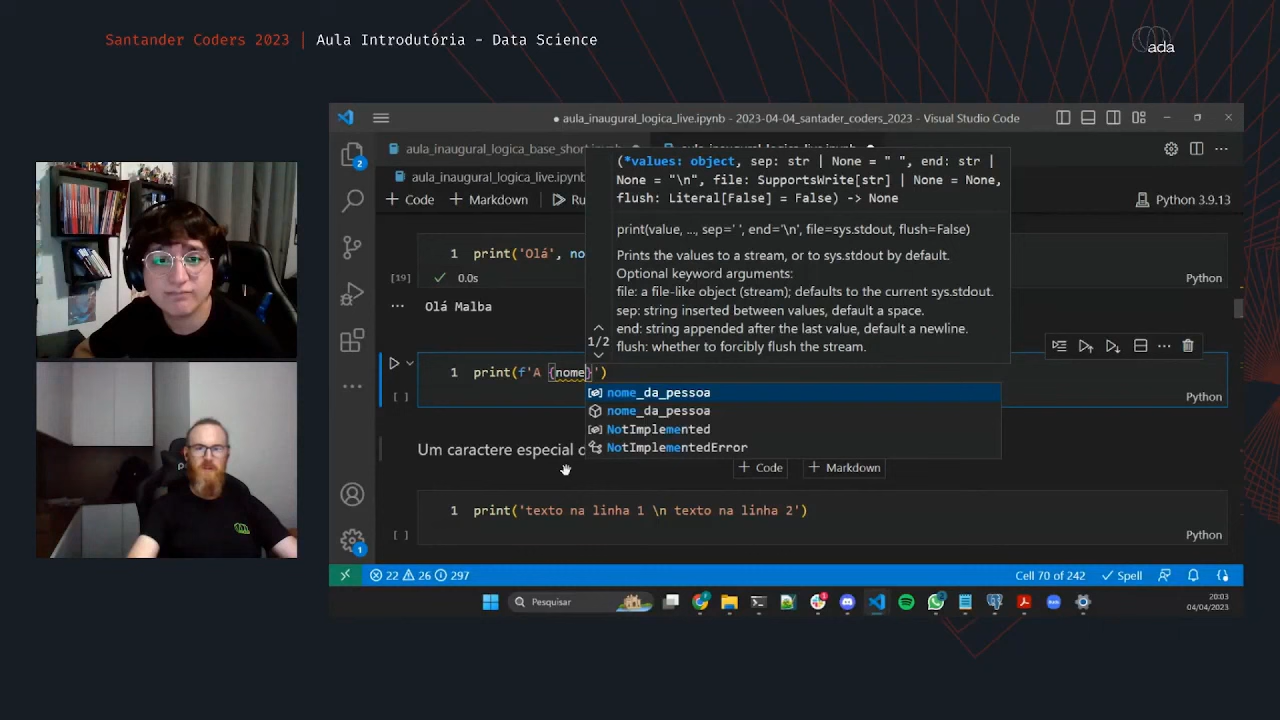 Santander Coders 2023 | Aula Introdutória - Data Science
ada
● aula_inaugural_logica_live.ipynb - 2023-04-04_santader_coders_2023 - Visual Studio Code
aula_inaugural_logica_base_short.ipynb
aula_inaugural_logica_live.ipynb
+ Code + Markdown Ru
Python 3.9.13
(*values: object, sep: str | None = " ", end: str |
None = "\n", file: SupportsWrite[str] | None = None,
flush: Literal[False] = False) -> None
print(value, ..., sep=' ', end='\n', file=sys.stdout, flush=False)
Prints the values to a stream, or to sys.stdout by default.
Optional keyword arguments:
file: a file-like object (stream); defaults to the current sys.stdout.
sep: string inserted between values, default a space.
end: string appended after the last value, default a newline.
flush: whether to forcibly flush the stream.
1/2
1 print('Olá', no
[19] 0.0s
Python
... Olá Malba
1 print(f'A {nome}')
[ ]
Python
nome_da_pessoa
nome_da_pessoa
NotImplemented
NotImplementedError
Um caractere especial
+ Code + Markdown
1 print('texto na linha 1 \n texto na linha 2')
[ ]
Python
2
1
22 26 297
Cell 70 of 242 Spell
Pesquisar
20:03
04/04/2023